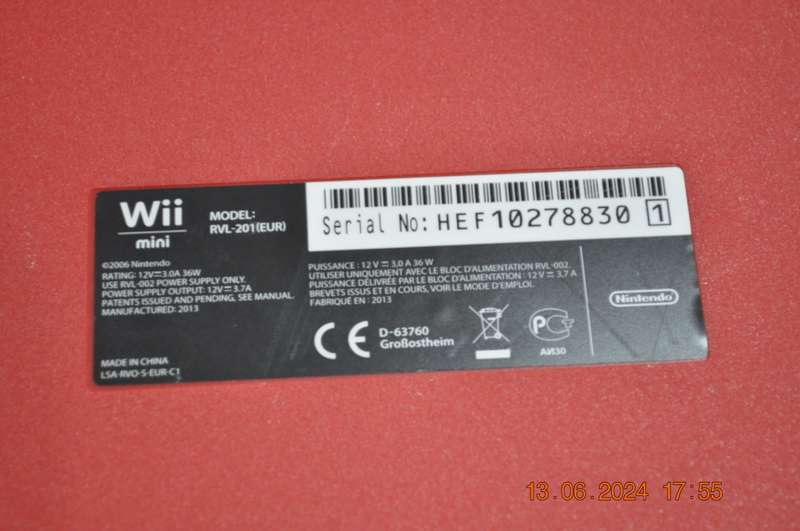 Wii
mini
MODEL:
RVL-201(EUR)
Serial No: HEF10278830 1
©2006 Nintendo
RATING: 12V⎓3.0A 36W
USE RVL-002 POWER SUPPLY ONLY.
POWER SUPPLY OUTPUT: 12V⎓3.7A
PATENTS ISSUED AND PENDING, SEE MANUAL.
MANUFACTURED: 2013
MADE IN CHINA
LSA-RVO-S-EUR-C1
PUISSANCE : 12 V⎓3,0 A 36 W
UTILISER UNIQUEMENT AVEC LE BLOC D'ALIMENTATION RVL-002.
PUISSANCE DÉLIVRÉE PAR LE BLOC D'ALIMENTATION : 12 V⎓3,7 A
BREVETS ISSUS ET EN COURS, VOIR LE MODE D'EMPLOI.
FABRIQUÉ EN : 2013
CE
D-63760
Großostheim
РС
АИ30
Nintendo
13.06.2024 17:55